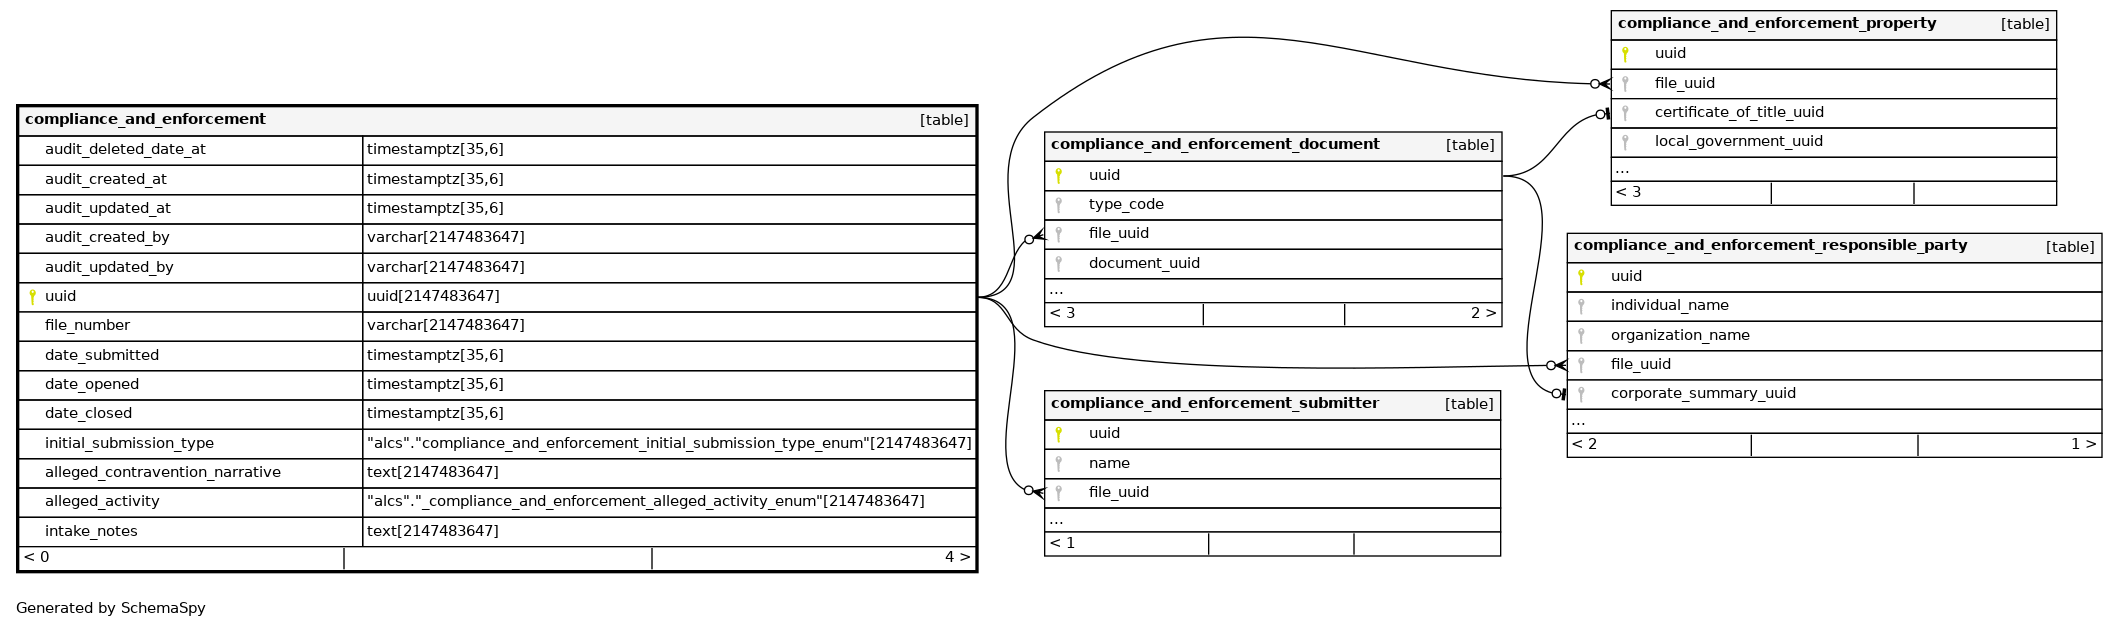 compliance_and_enforcement [table]
audit_deleted_date_at timestamptz[35,6]
audit_created_at timestamptz[35,6]
audit_updated_at timestamptz[35,6]
audit_created_by varchar[2147483647]
audit_updated_by varchar[2147483647]
uuid uuid[2147483647]
file_number varchar[2147483647]
date_submitted timestamptz[35,6]
date_opened timestamptz[35,6]
date_closed timestamptz[35,6]
initial_submission_type "alcs"."compliance_and_enforcement_initial_submission_type_enum"[2147483647]
alleged_contravention_narrative text[2147483647]
alleged_activity "alcs"."_compliance_and_enforcement_alleged_activity_enum"[2147483647]
intake_notes text[2147483647]
< 0 4 >
compliance_and_enforcement_document [table]
uuid
type_code
file_uuid
document_uuid
...
< 3 2 >
compliance_and_enforcement_submitter [table]
uuid
name
file_uuid
...
< 1
compliance_and_enforcement_property [table]
uuid
file_uuid
certificate_of_title_uuid
local_government_uuid
...
< 3
compliance_and_enforcement_responsible_party [table]
uuid
individual_name
organization_name
file_uuid
corporate_summary_uuid
...
< 2 1 >
Generated by SchemaSpy